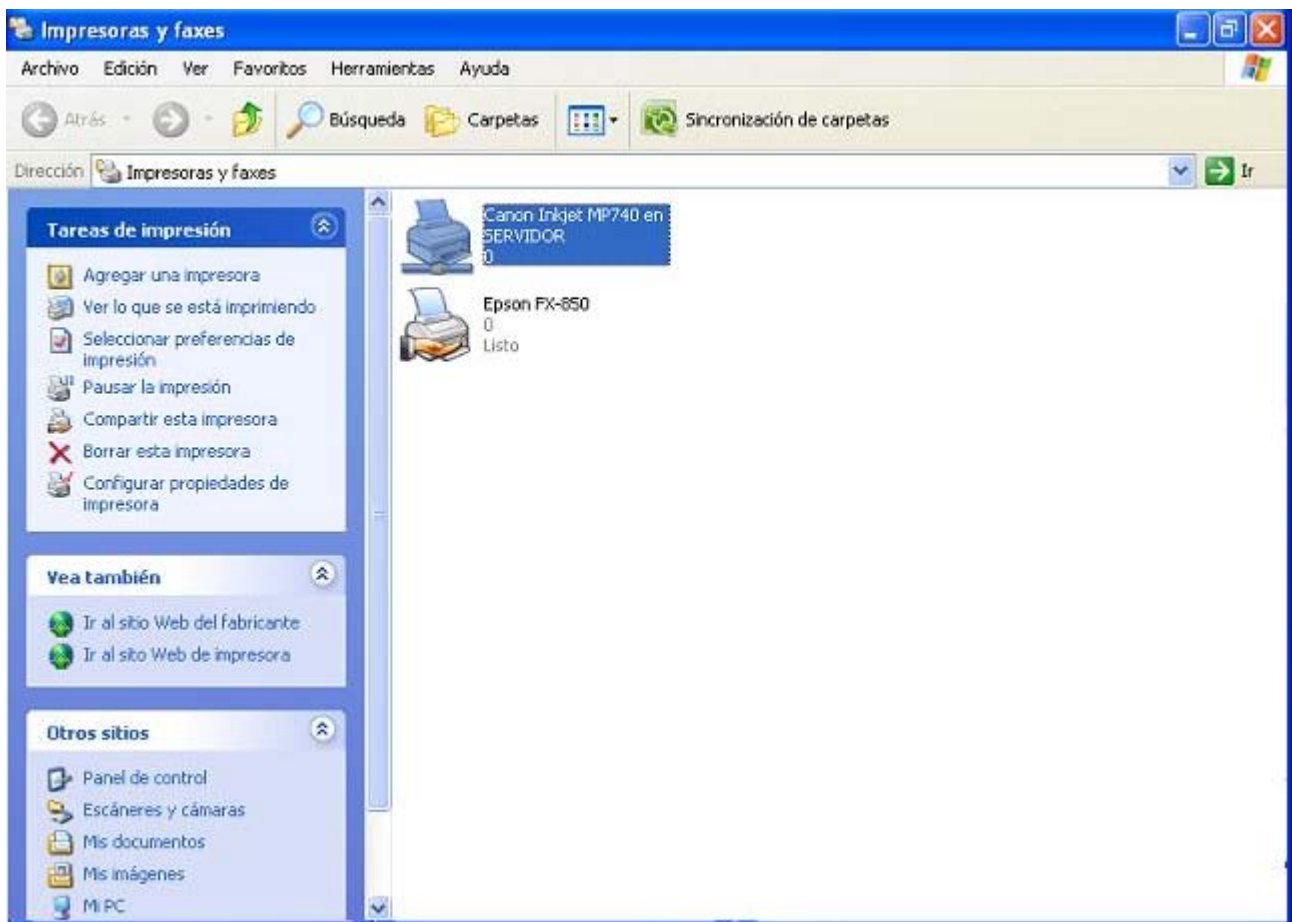 Impresoras y faxes
Archivo Edición Ver Favoritos Herramientas Ayuda
Atrás Búsqueda Carpetas Sincronización de carpetas
Dirección Impresoras y faxes Ir
Tareas de impresión
Agregar una impresora
Ver lo que se está imprimiendo
Seleccionar preferencias de
impresión
Pausar la impresión
Compartir esta impresora
Borrar esta impresora
Configurar propiedades de
impresora
Vea también
Ir al sitio Web del fabricante
Ir al sito Web de impresora
Otros sitios
Panel de control
Escáneres y cámaras
Mis documentos
Mis imágenes
Mi PC
Canon Inkjet MP740 en
SERVIDOR
0
Epson FX-850
0
Listo